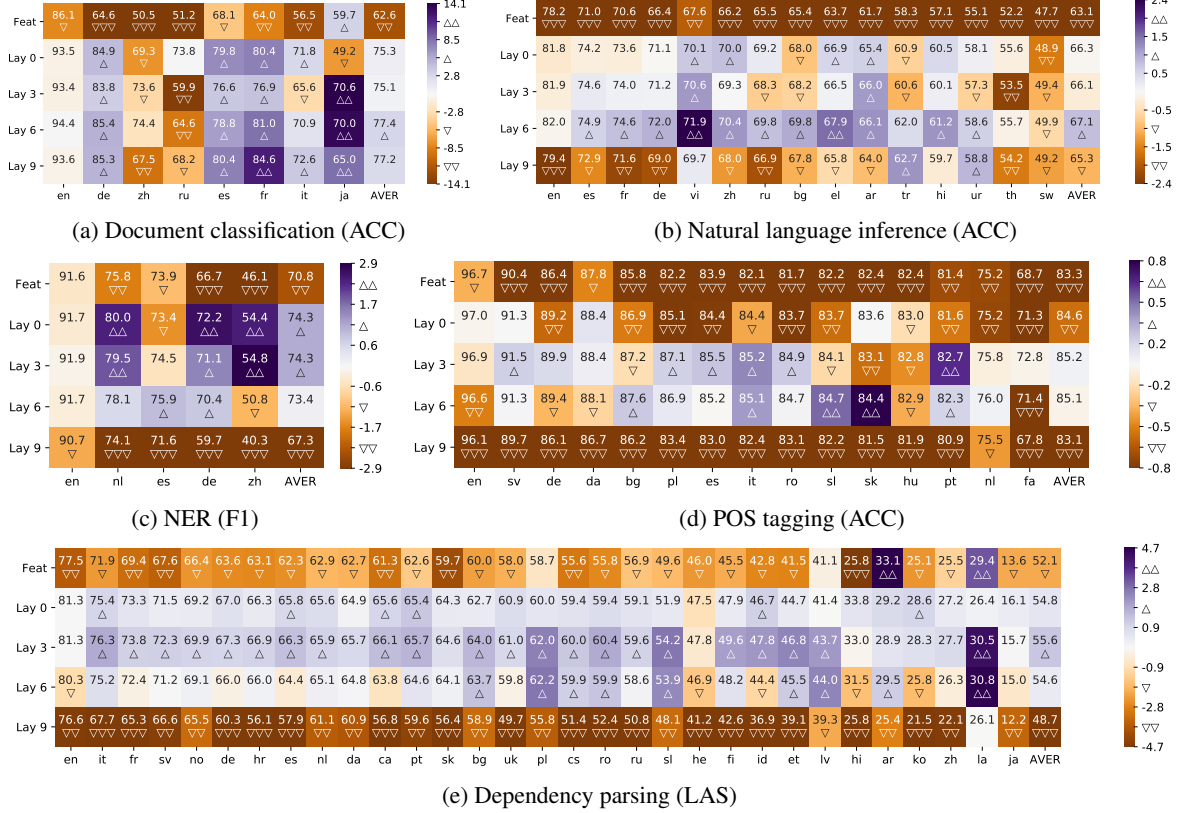 Feat 86.1 64.6 50.5 51.2 68.1 64.0 56.5 59.7 62.6
Lay 0 93.5 84.9 69.3 73.8 79.8 80.4 71.8 49.2 75.3
Lay 3 93.4 83.8 73.6 59.9 76.6 76.9 65.6 70.6 75.1
Lay 6 94.4 85.4 74.4 64.6 78.8 81.0 70.9 70.0 77.4
Lay 9 93.6 85.3 67.5 68.2 80.4 84.6 72.6 65.0 77.2
en de zh ru es fr it ja AVER
14.1
8.5
2.8
-2.8
-8.5
-14.1
(a) Document classification (ACC)
Feat 78.2 71.0 70.6 66.4 67.6 66.2 65.5 65.4 63.7 61.7 58.3 57.1 55.1 52.2 47.7 63.1
Lay 0 81.8 74.2 73.6 71.1 70.1 70.0 69.2 68.0 66.9 65.4 60.9 60.5 58.1 55.6 48.9 66.3
Lay 3 81.9 74.6 74.0 71.2 70.6 69.5 68.3 68.2 66.5 66.0 60.6 60.1 57.3 53.5 49.4 66.1
Lay 6 82.0 74.9 74.6 72.0 71.9 70.4 69.8 69.8 67.9 66.1 62.0 61.2 58.6 55.7 49.9 67.1
Lay 9 79.4 72.9 71.6 69.0 69.7 68.0 66.9 67.8 65.8 64.0 62.7 59.7 58.8 54.2 49.2 65.3
en es fr de vi zh ru bg el ar tr hi ur th sw AVER
2.4
1.5
0.5
-0.5
-1.5
-2.4
(b) Natural language inference (ACC)
Feat 91.6 75.8 73.9 66.7 46.1 70.8
Lay 0 91.7 80.0 73.4 72.2 54.4 74.3
Lay 3 91.9 79.5 74.5 71.1 54.8 74.3
Lay 6 91.7 78.1 75.9 70.4 50.8 73.4
Lay 9 90.7 74.1 71.6 59.7 40.3 67.3
en nl es de zh AVER
2.9
1.7
0.6
-0.6
-1.7
-2.9
(c) NER (F1)
Feat 96.7 90.4 86.4 87.8 85.8 82.2 83.9 82.1 81.7 82.2 82.4 82.4 81.4 75.2 68.7 83.3
Lay 0 97.0 91.3 89.2 88.4 86.9 85.1 84.4 84.4 83.7 83.7 83.6 83.0 81.6 75.2 71.3 84.6
Lay 3 96.9 91.5 89.9 88.4 87.2 87.1 85.5 85.2 84.9 84.1 83.1 82.8 82.7 75.8 72.8 85.2
Lay 6 96.6 91.3 89.4 88.1 87.6 86.9 85.2 85.1 84.7 84.7 84.4 82.9 82.3 76.0 71.4 85.1
Lay 9 96.1 89.7 86.1 86.7 86.2 83.4 83.0 82.4 83.1 82.2 81.5 81.9 80.9 75.5 67.8 83.1
en sv de da bg pl es it ro sl sk hu pt nl fa AVER
0.8
0.5
0.2
-0.2
-0.5
-0.8
(d) POS tagging (ACC)
Feat 77.5 71.9 69.4 67.6 66.4 63.6 63.1 62.3 62.9 62.7 61.3 62.6 59.7 60.0 58.0 58.7 55.6 55.8 56.9 49.6 46.0 45.5 42.8 41.5 41.1 25.8 33.1 25.1 25.5 29.4 13.6 52.1
Lay 0 81.3 75.4 73.3 71.5 69.2 67.0 66.3 65.8 65.6 64.9 65.6 65.4 64.3 62.7 60.9 60.0 59.4 59.4 59.1 51.9 47.5 47.9 46.7 44.7 41.4 33.8 29.2 28.6 27.2 26.4 16.1 54.8
Lay 3 81.3 76.3 73.8 72.3 69.9 67.3 66.9 66.3 65.9 65.7 66.1 65.7 64.6 64.0 61.0 62.0 60.0 60.4 59.6 54.2 47.8 49.6 47.8 46.8 43.7 33.0 28.9 28.3 27.7 30.5 15.7 55.6
Lay 6 80.3 75.2 72.4 71.2 69.1 66.0 66.0 64.4 65.1 64.8 63.8 64.6 64.1 63.7 59.8 62.2 59.9 59.9 58.6 53.9 46.9 48.2 44.4 45.5 44.0 31.5 29.5 25.8 26.3 30.8 15.0 54.6
Lay 9 76.6 67.7 65.3 66.6 65.5 60.3 56.1 57.9 61.1 60.9 56.8 59.6 56.4 58.9 49.7 55.8 51.4 52.4 50.8 48.1 41.2 42.6 36.9 39.1 39.3 25.8 25.4 21.5 22.1 26.1 12.2 48.7
en it fr sv no de hr es nl da ca pt sk bg uk pl cs ro ru sl he fi id et lv hi ar ko zh la ja AVER
4.7
2.8
0.9
-0.9
-2.8
-4.7
(e) Dependency parsing (LAS)